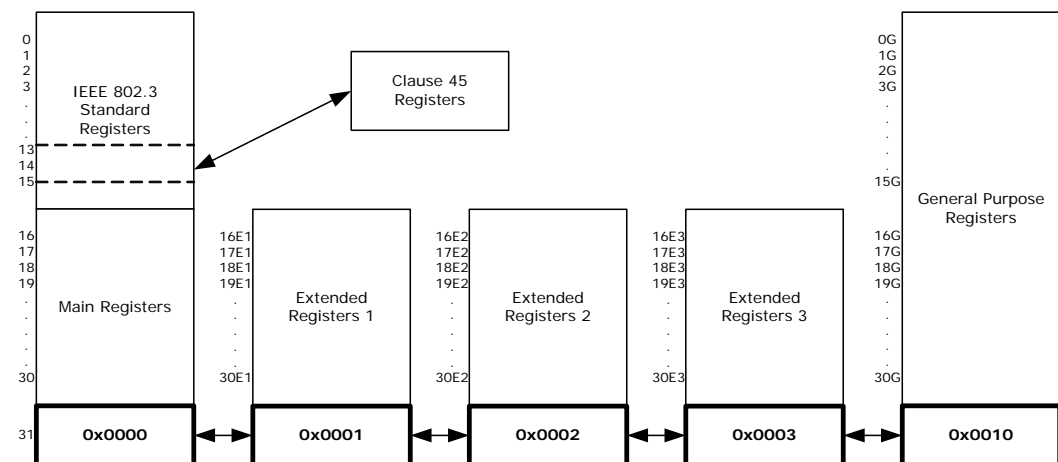 0
1
2
3
.
.
.
13
14
15
IEEE 802.3
Standard
Registers
Clause 45
Registers
16
17
18
19
.
.
.
.
.
30
Main Registers
16E1
17E1
18E1
19E1
.
.
.
.
.
30E1
Extended
Registers 1
16E2
17E2
18E2
19E2
.
.
.
.
.
30E2
Extended
Registers 2
16E3
17E3
18E3
19E3
.
.
.
.
.
30E3
Extended
Registers 3
0G
1G
2G
3G
.
.
.
.
.
15G
16G
17G
18G
19G
.
.
.
.
.
30G
General Purpose
Registers
31
0x0000
0x0001
0x0002
0x0003
0x0010